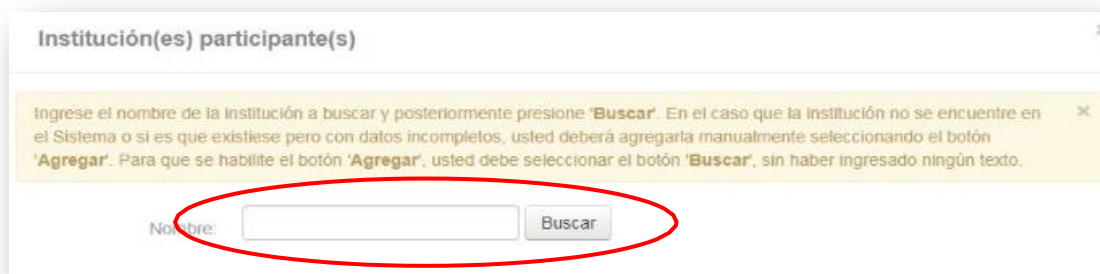 Institución(es) participante(s)
Ingrese el nombre de la institución a buscar y posteriormente presione 'Buscar'. En el caso que la institución no se encuentre en
el Sistema o si es que existiese pero con datos incompletos, usted deberá agregarla manualmente seleccionando el botón
'Agregar'. Para que se habilite el botón 'Agregar', usted debe seleccionar el botón 'Buscar', sin haber ingresado ningún texto.
Nombre: Buscar